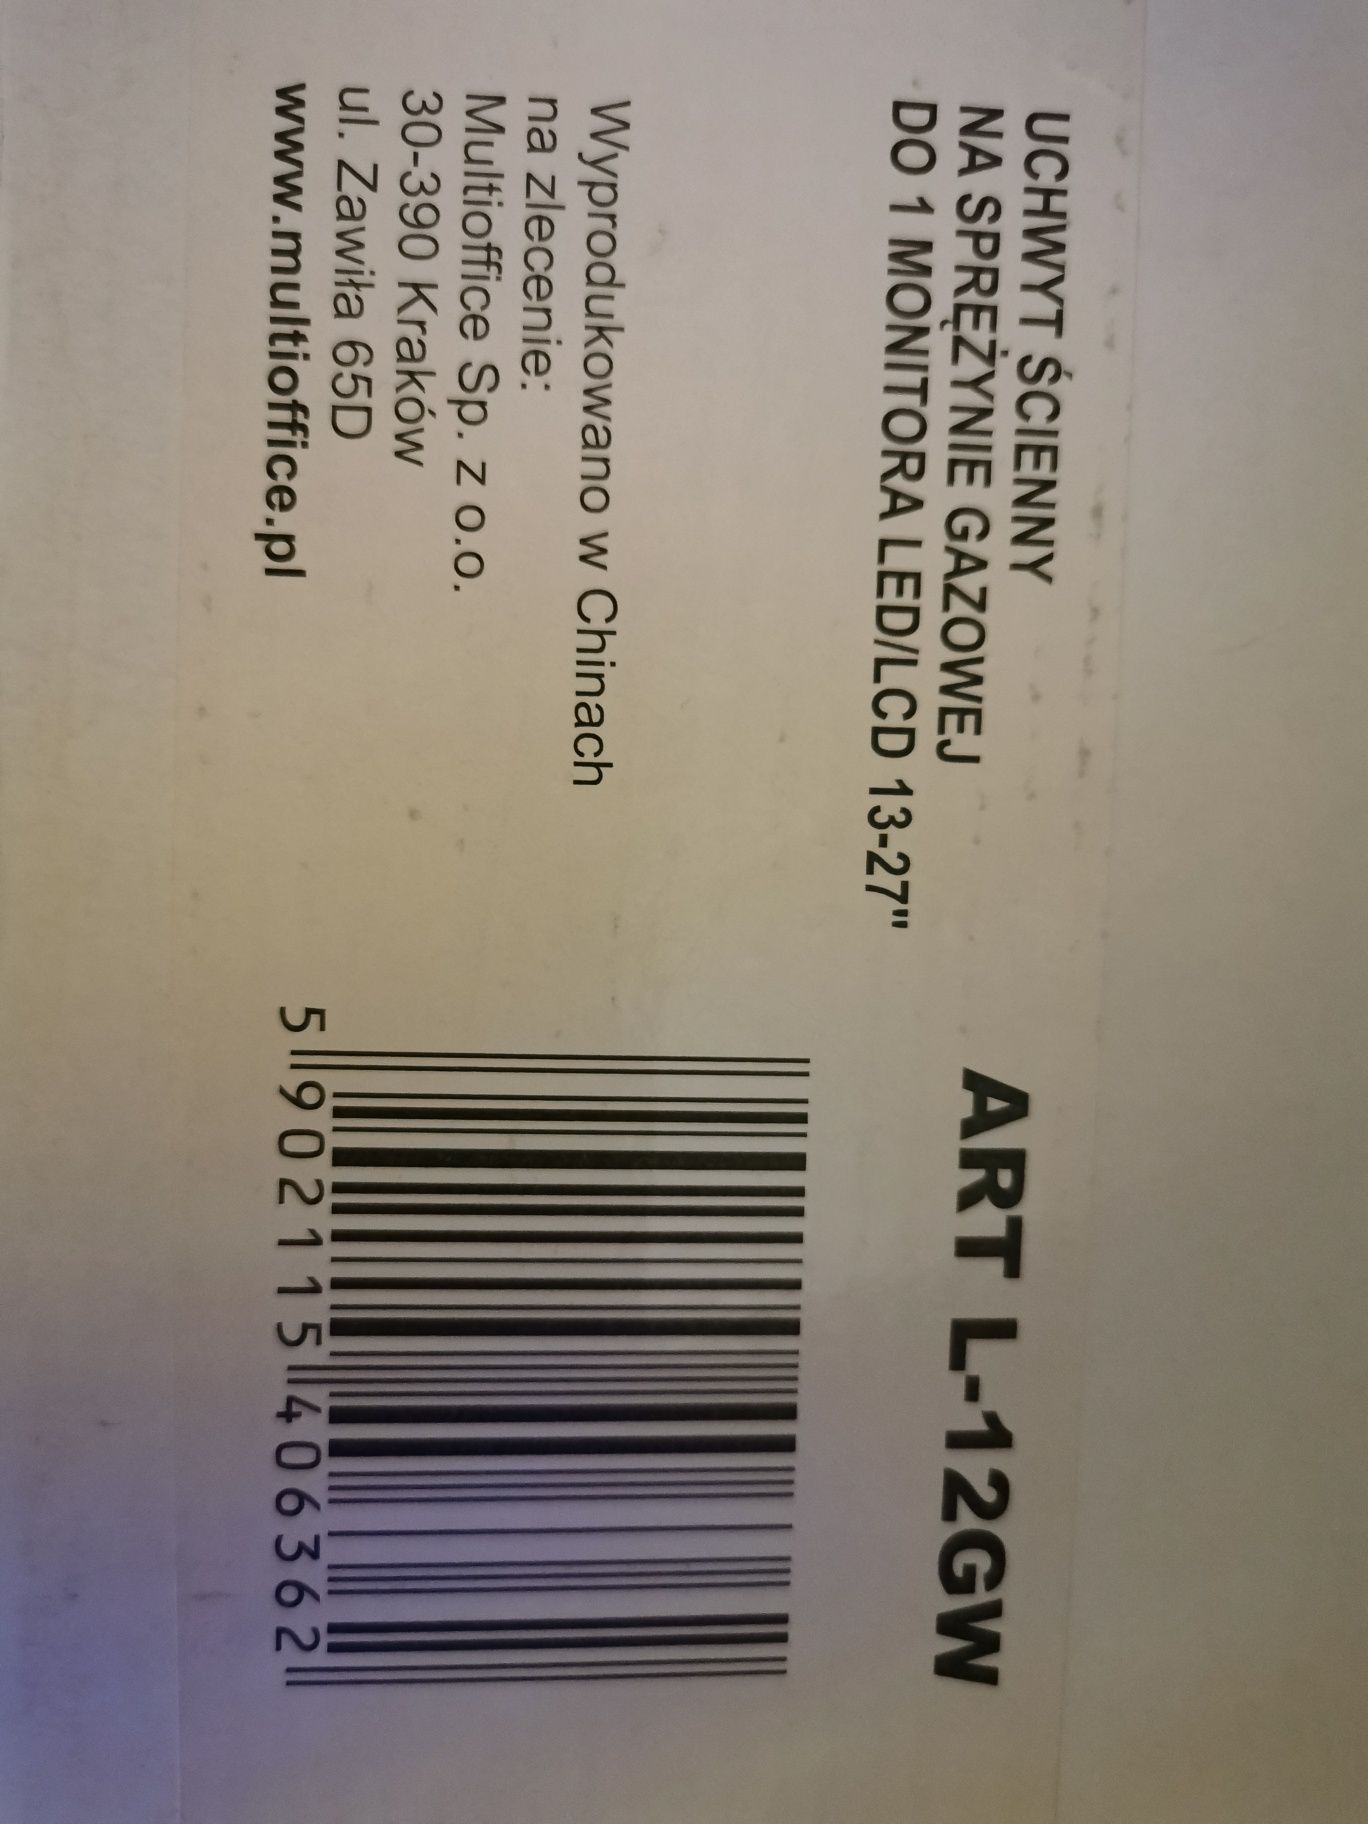 UCHWYT ŚCIENNY
NA SPRĘŻYNIE GAZOWEJ
DO 1 MONITORA LED/LCD 13-27"
ART L-12GW
Wyprodukowano w Chinach
na zlecenie:
Multioffice Sp. z o.o.
30-390 Kraków
ul. Zawiła 65D
www.multioffice.pl
5 902115 406362